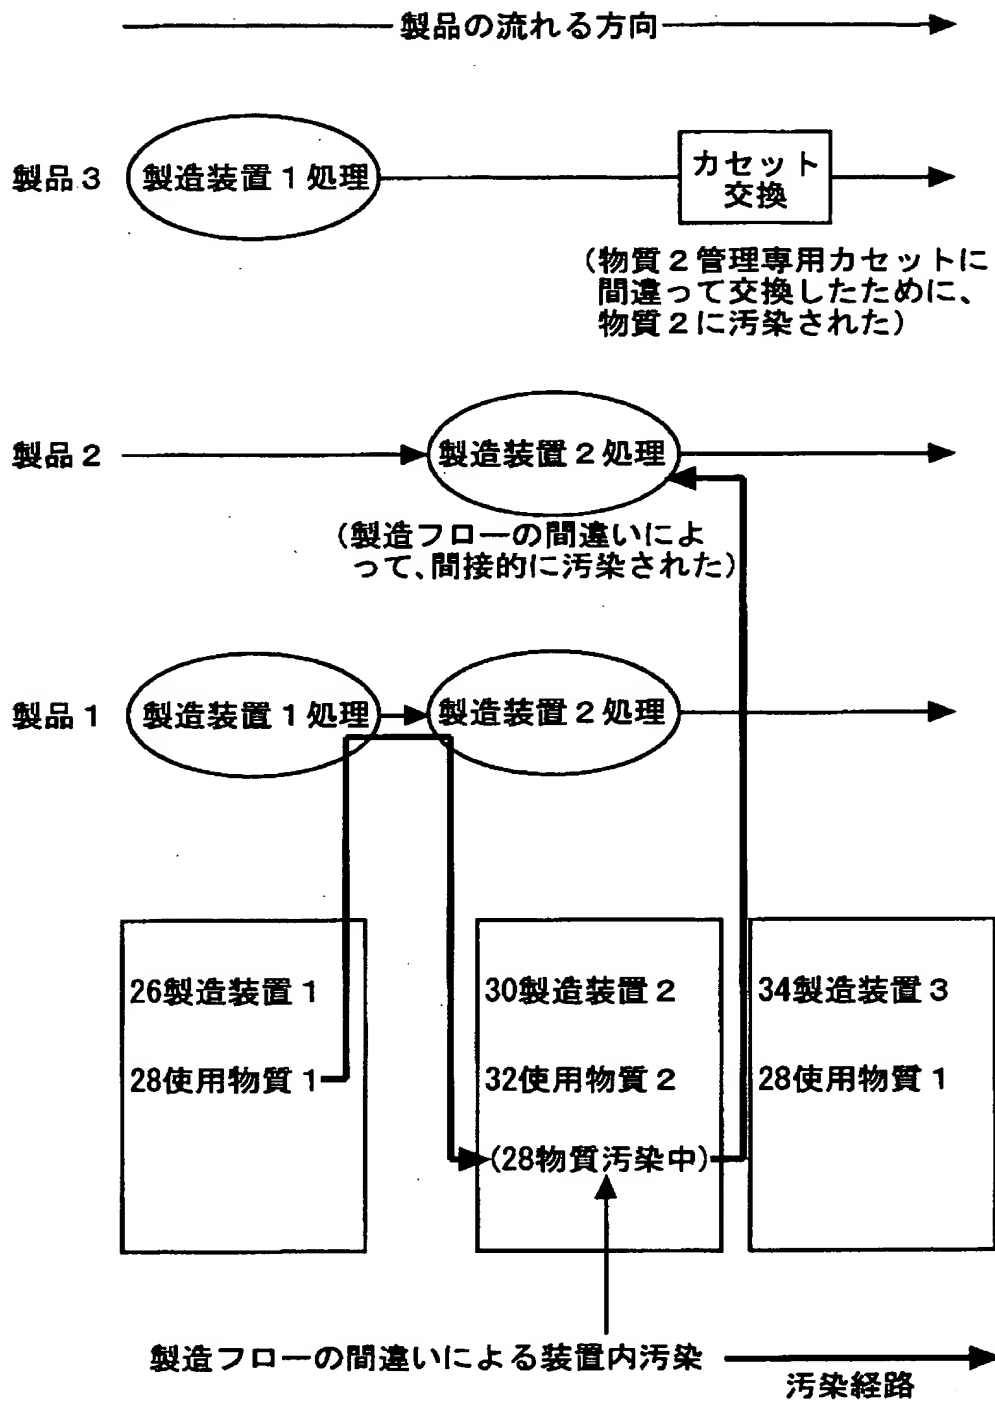 製品の流れる方向
製品３
製造装置１処理
カセット
交換
（物質２管理専用カセットに
間違って交換したために、
物質２に汚染された）
製品２
製造装置２処理
（製造フローの間違いによ
って、間接的に汚染された）
製品１
製造装置１処理
製造装置２処理
26製造装置１
28使用物質１
30製造装置２
32使用物質２
(28物質汚染中)
34製造装置３
28使用物質１
製造フローの間違いによる装置内汚染
汚染経路